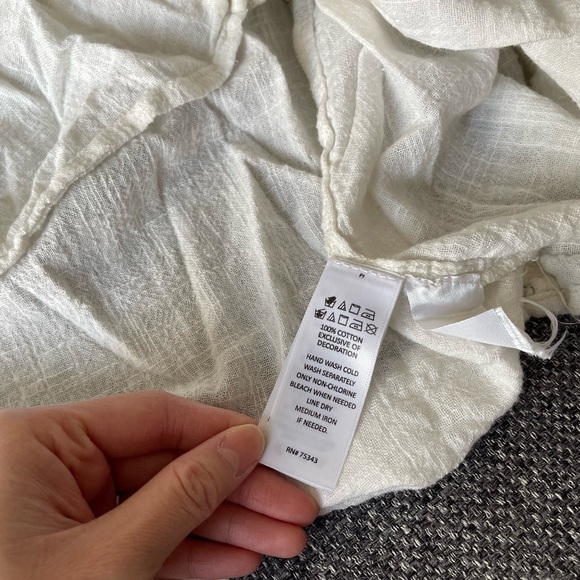 100% COTTON
EXCLUSIVE OF
DECORATION
HAND WASH COLD
WASH SEPARATELY
ONLY NON-CHLORINE
BLEACH WHEN NEEDED
LINE DRY
MEDIUM IRON
IF NEEDED.
RN# 75343